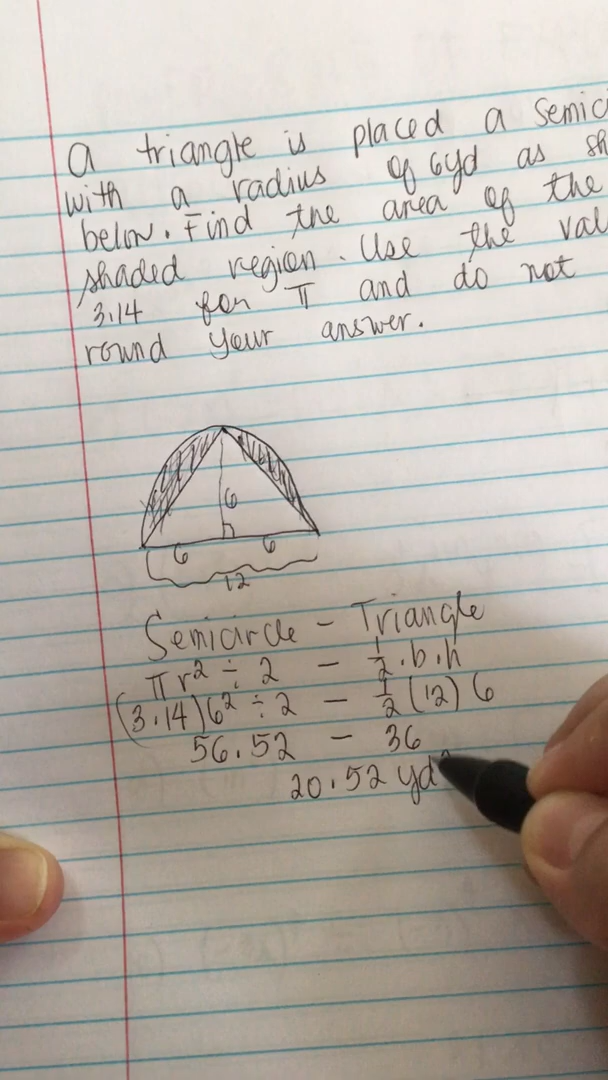 A triangle is placed a Semici
with a radius of 6yd as sh
below. Find the area of the
shaded region. Use the val
3.14 for π and do not
round your answer.
6
6 6
12
Semicircle - Triangle
πr² ÷ 2 - 1/2 · b · h
(3.14)6² ÷ 2 - 1/2 (12) 6
56.52 - 36
20.52 yd²